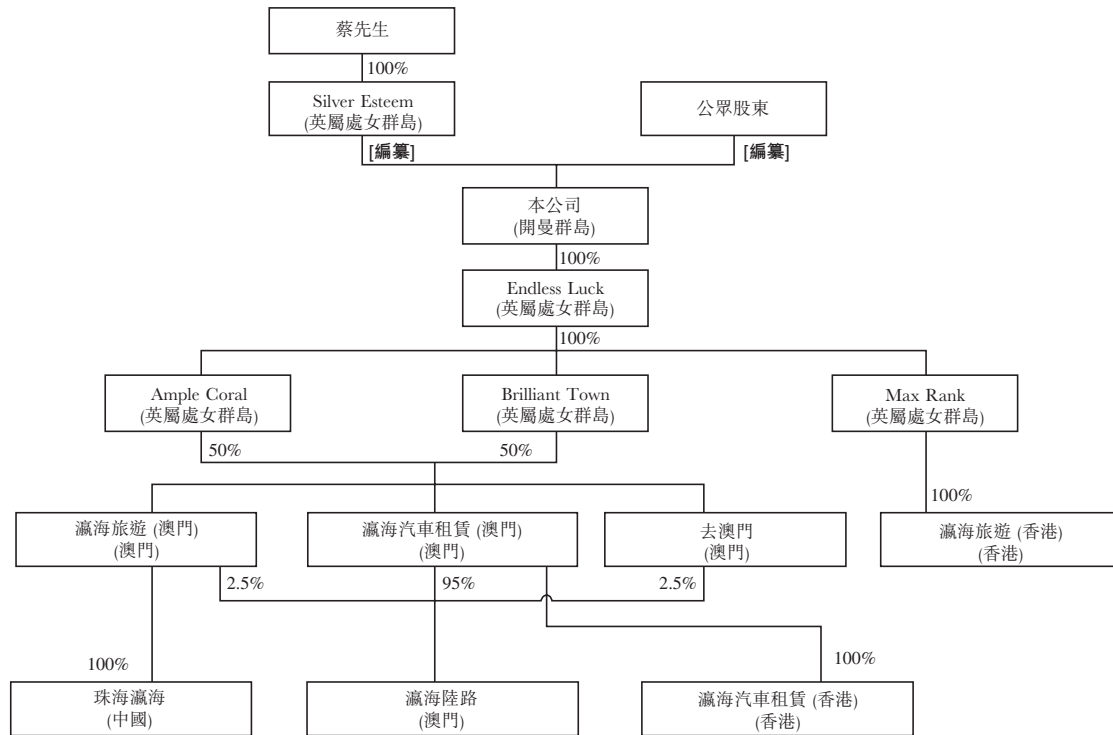 蔡先生
100%
Silver Esteem
(英屬處女群島)
公眾股東
[編纂]
[編纂]
本公司
(開曼群島)
100%
Endless Luck
(英屬處女群島)
100%
Ample Coral
(英屬處女群島)
Brilliant Town
(英屬處女群島)
Max Rank
(英屬處女群島)
50%
50%
100%
瀛海旅遊 (澳門)
(澳門)
瀛海汽車租賃 (澳門)
(澳門)
去澳門
(澳門)
瀛海旅遊 (香港)
(香港)
2.5%
95%
2.5%
100%
100%
珠海瀛海
(中國)
瀛海陸路
(澳門)
瀛海汽車租賃 (香港)
(香港)